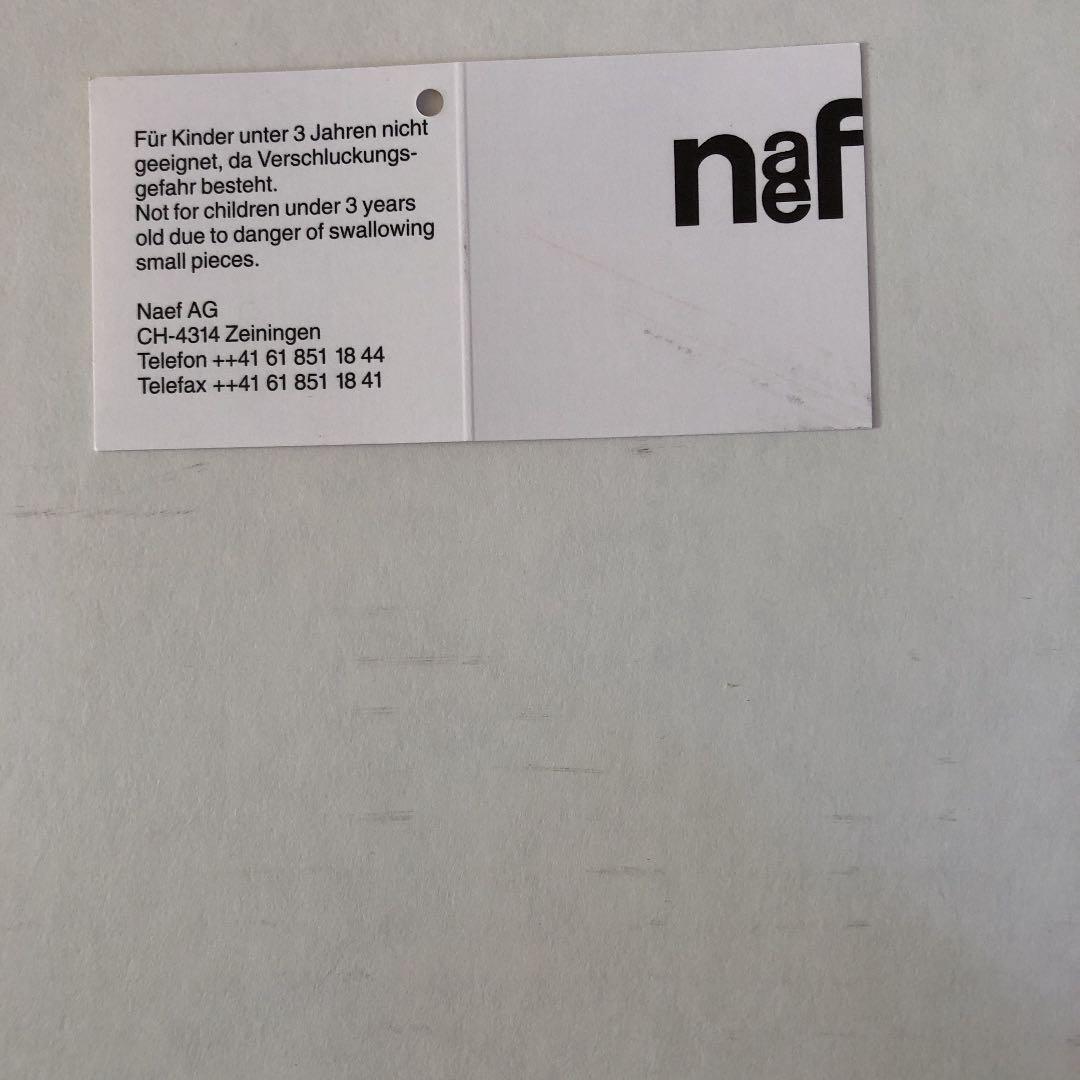 Für Kinder unter 3 Jahren nicht
geeignet, da Verschluckungs-
gefahr besteht.
Not for children under 3 years
old due to danger of swallowing
small pieces.
Naef AG
CH-4314 Zeiningen
Telefon ++41 61 851 18 44
Telefax ++41 61 851 18 41
naef